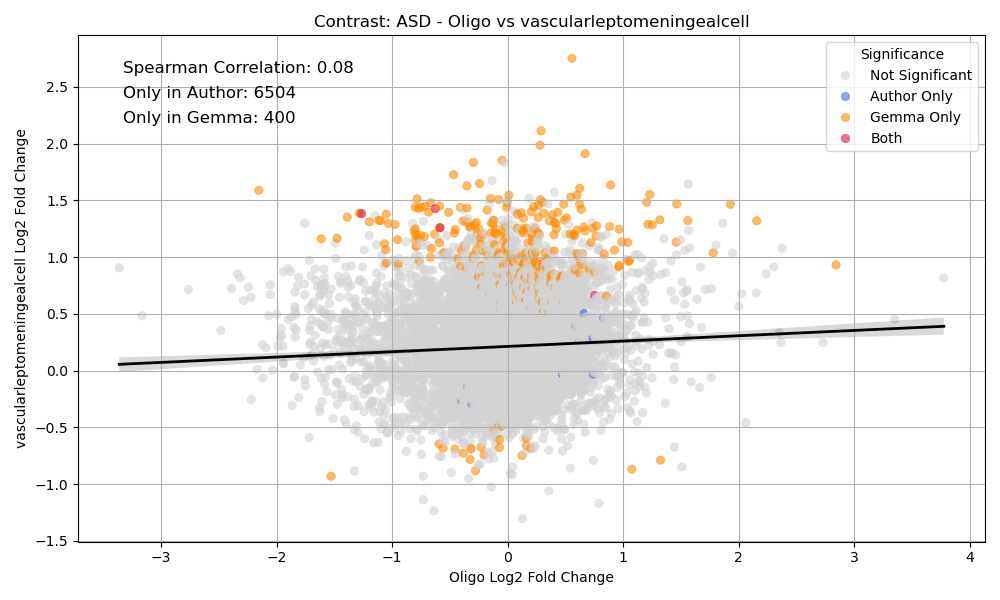 Contrast: ASD - Oligo vs vascularleptomeningealcell
Spearman Correlation: 0.08
Only in Author: 6504
Only in Gemma: 400
Significance
Not Significant
Author Only
Gemma Only
Both
vascularleptomeningealcell Log2 Fold Change
2.5
2.0
1.5
1.0
0.5
0.0
−0.5
−1.0
−1.5
−3 −2 −1 0 1 2 3 4
Oligo Log2 Fold Change